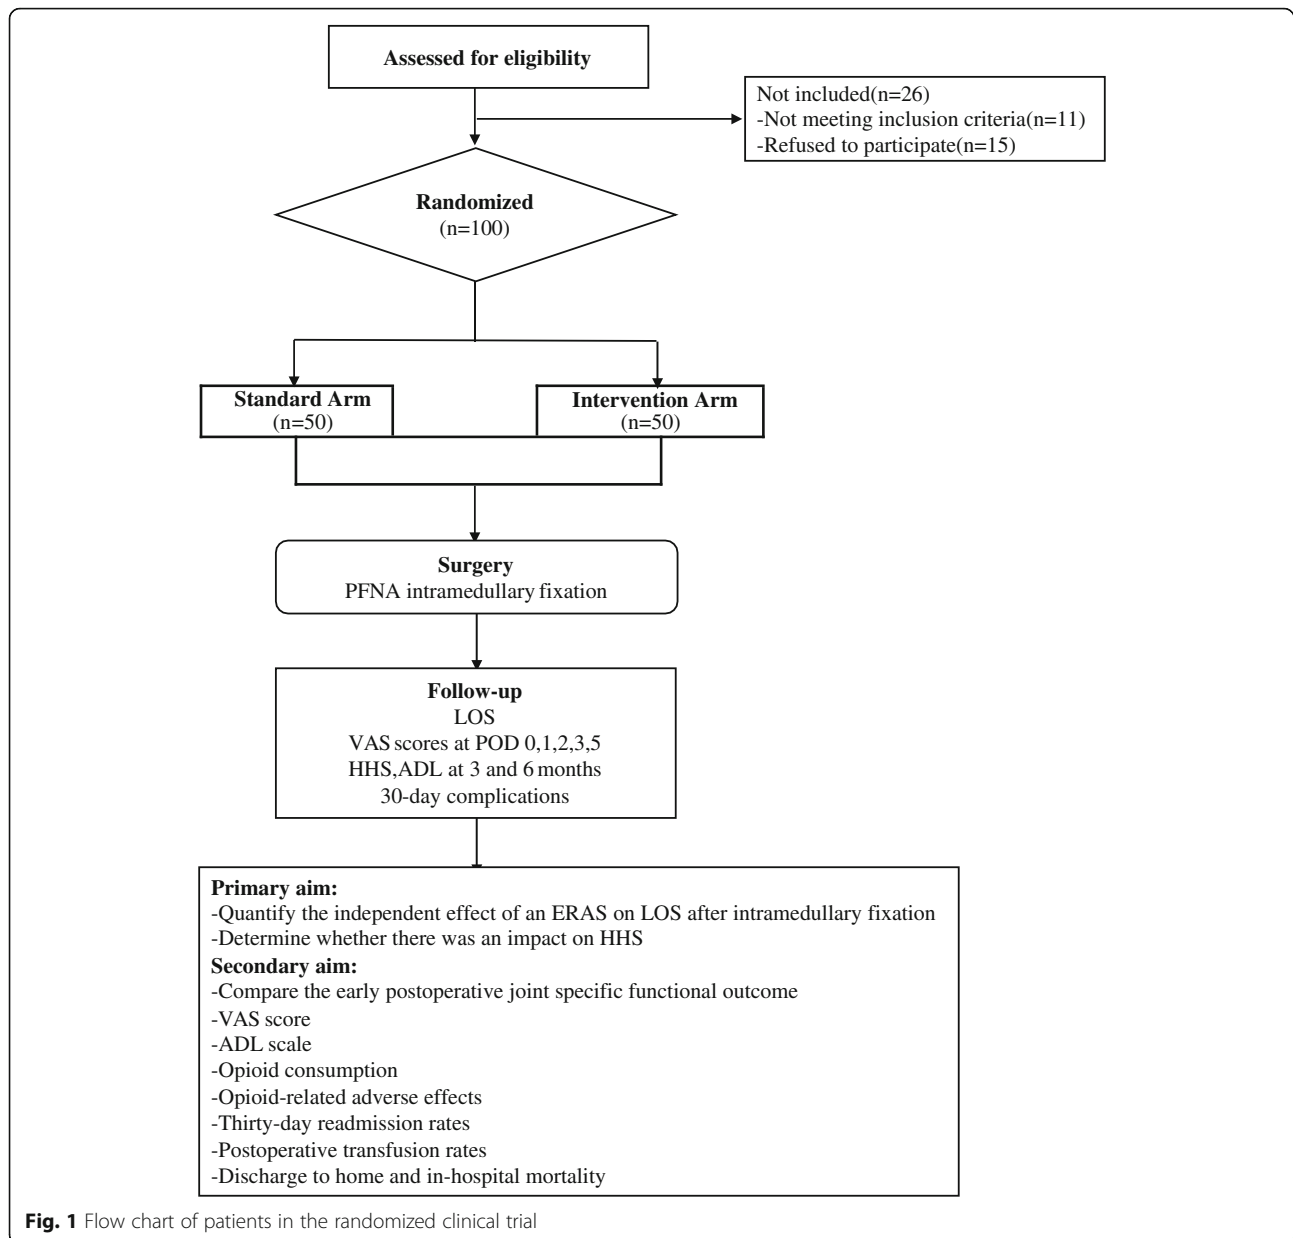 Assessed for eligibility
Not included(n=26)
-Not meeting inclusion criteria(n=11)
-Refused to participate(n=15)
Randomized
(n=100)
Standard Arm
(n=50)
Intervention Arm
(n=50)
Surgery
PFNA intramedullary fixation
Follow-up
LOS
VAS scores at POD 0,1,2,3,5
HHS,ADL at 3 and 6 months
30-day complications
Primary aim:
-Quantify the independent effect of an ERAS on LOS after intramedullary fixation
-Determine whether there was an impact on HHS
Secondary aim:
-Compare the early postoperative joint specific functional outcome
-VAS score
-ADL scale
-Opioid consumption
-Opioid-related adverse effects
-Thirty-day readmission rates
-Postoperative transfusion rates
-Discharge to home and in-hospital mortality
Fig. 1 Flow chart of patients in the randomized clinical trial